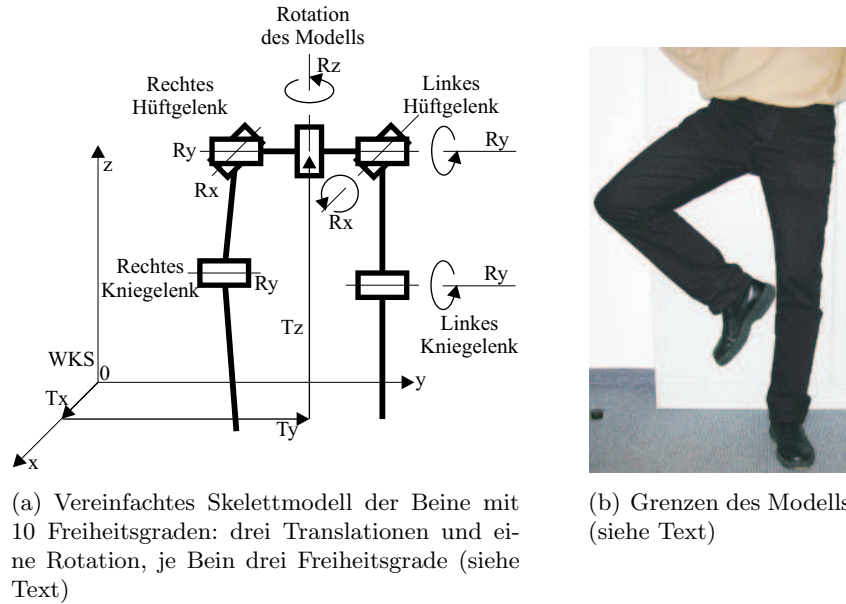 Rotation
des Modells
Rz
Rechtes
Hüftgelenk
Linkes
Hüftgelenk
Ry
Ry
z
Rx
Rx
Rechtes
Kniegelenk
Ry
Ry
Linkes
Kniegelenk
Tz
WKS
0
Tx
y
Ty
x
(a) Vereinfachtes Skelettmodell der Beine mit
10 Freiheitsgraden: drei Translationen und ei-
ne Rotation, je Bein drei Freiheitsgrade (siehe
Text)
(b) Grenzen des Modells
(siehe Text)